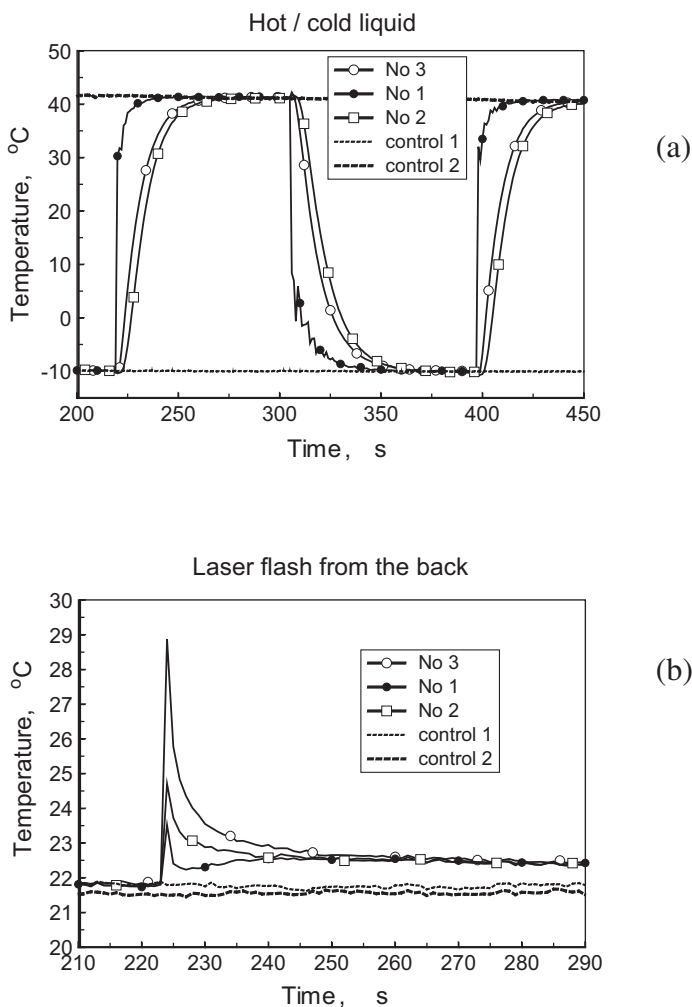 Hot / cold liquid
50
40
30
20
10
0
-10
Temperature, °C
No 3
No 1
No 2
control 1
control 2
200 250 300 350 400 450
Time, s
(a)
Laser flash from the back
30
29
28
27
26
25
24
23
22
21
20
Temperature, °C
No 3
No 1
No 2
control 1
control 2
210 220 230 240 250 260 270 280 290
Time, s
(b)